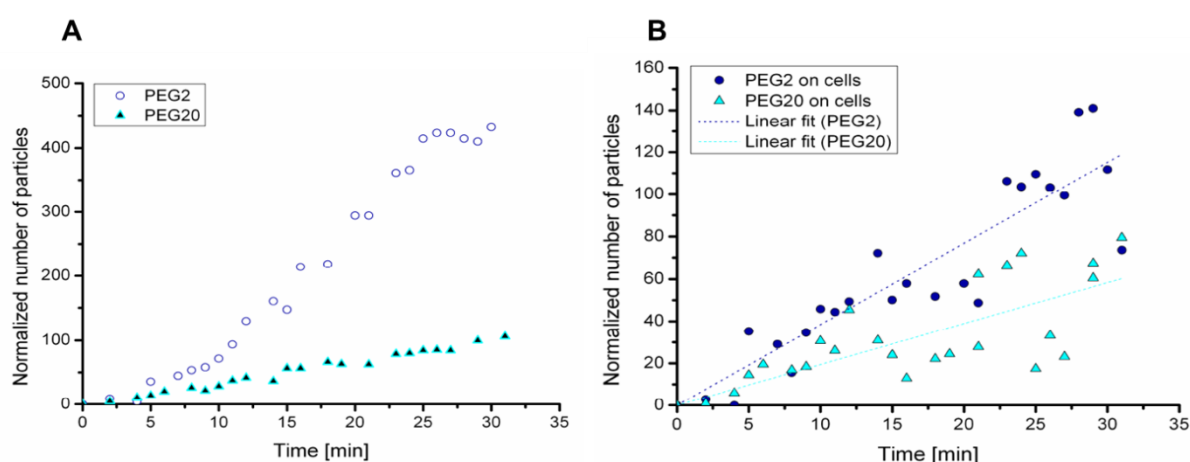 A
500
400
300
200
100
0
0 5 10 15 20 25 30 35
Normalized number of particles
Time [min]
PEG2
PEG20
B
160
140
120
100
80
60
40
20
0
0 5 10 15 20 25 30 35
Normalized number of particles
Time [min]
PEG2 on cells
PEG20 on cells
Linear fit (PEG2)
Linear fit (PEG20)